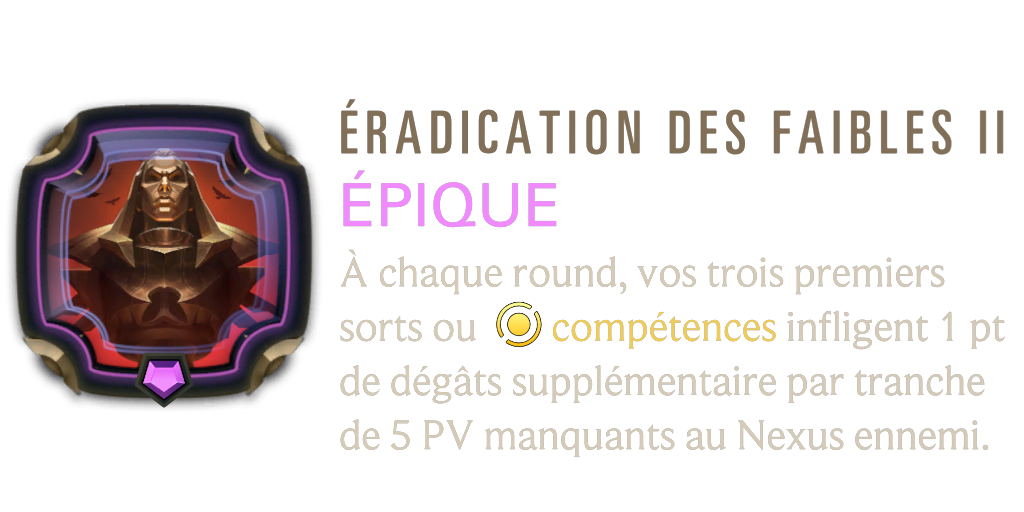 ÉRADICATION DES FAIBLES II
ÉPIQUE
À chaque round, vos trois premiers
sorts ou compétences infligent 1 pt
de dégâts supplémentaire par tranche
de 5 PV manquants au Nexus ennemi.